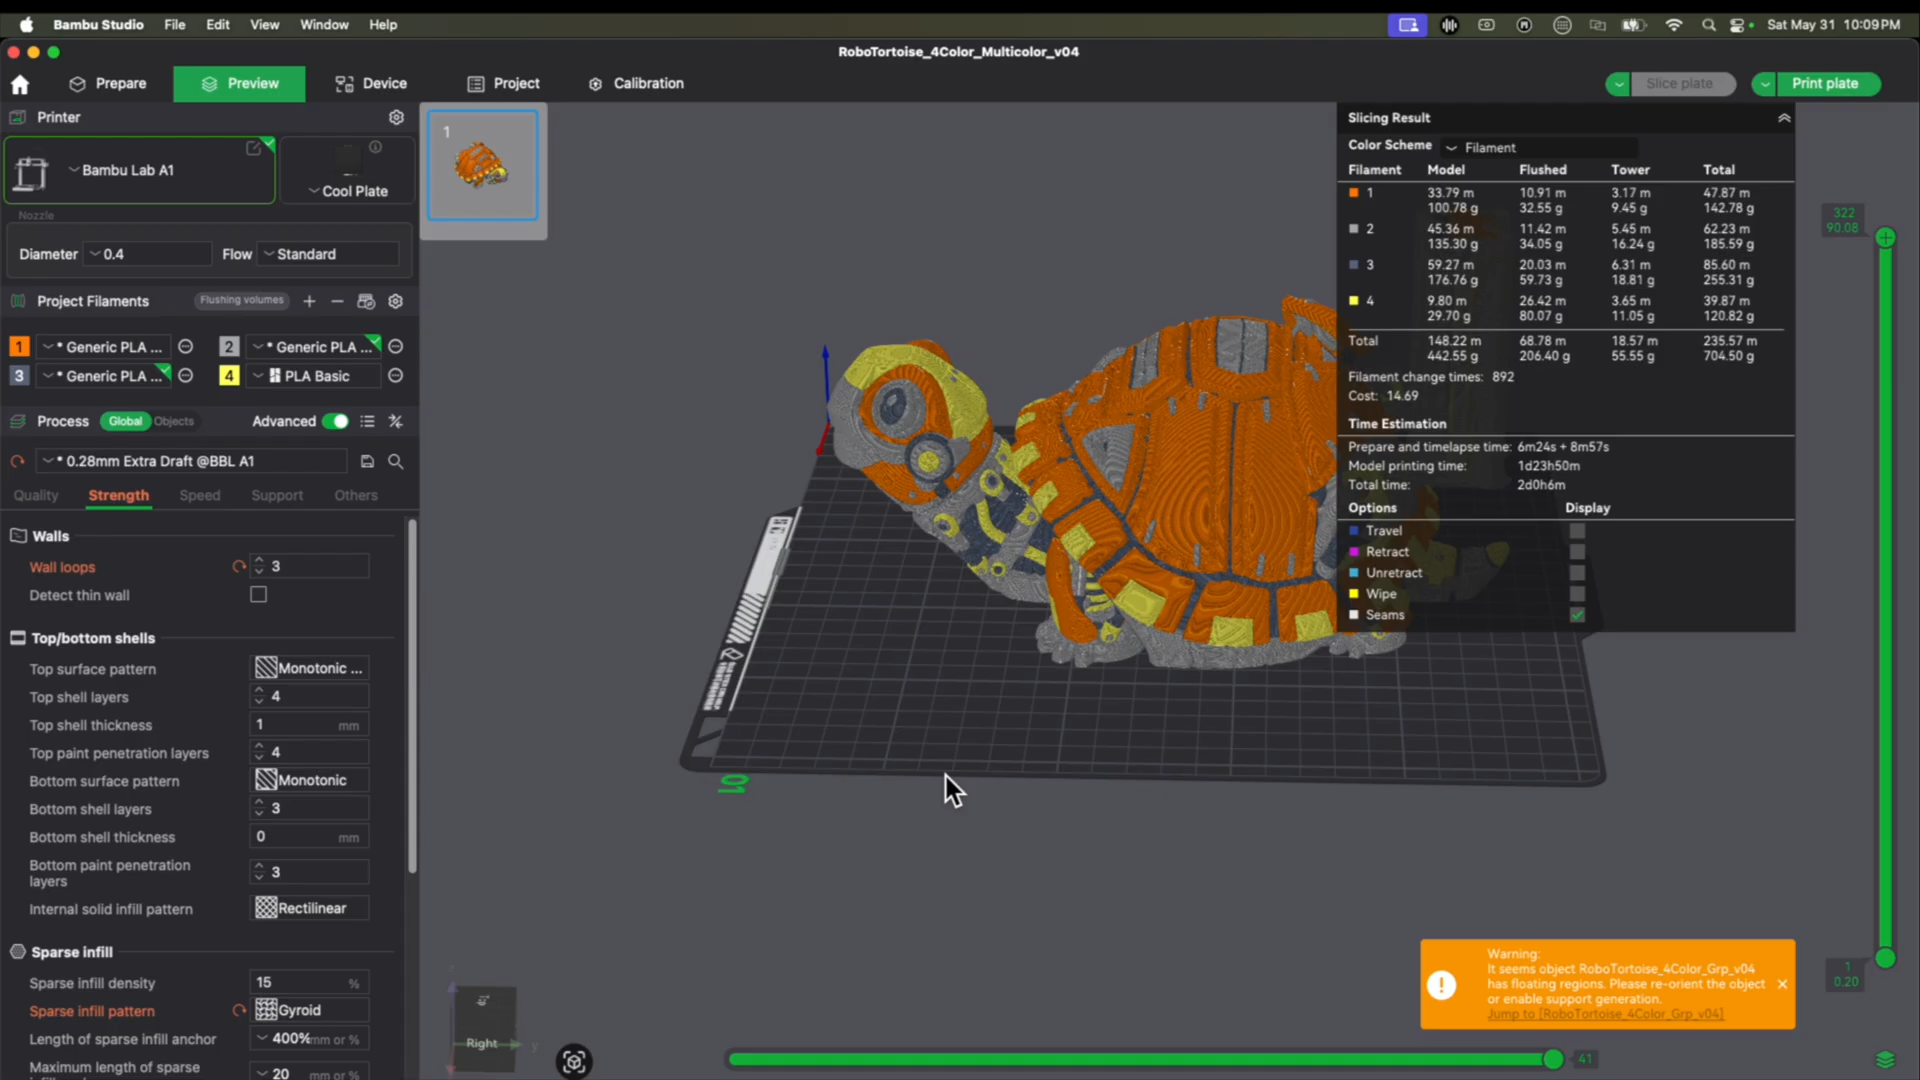 Bambu Studio File Edit View Window Help
Sat May 31 10:09 PM
RoboTortoise_4Color_Multicolor_v04
Prepare Preview Device Project Calibration
Slice plate Print plate
Printer
Bambu Lab A1
Cool Plate
Nozzle
Diameter 0.4 Flow Standard
Project Filaments Flushing volumes
1 * Generic PLA ... 2 * Generic PLA ...
3 * Generic PLA ... 4 PLA Basic
Process Global Objects Advanced
* 0.28mm Extra Draft @BBL A1
Quality Strength Speed Support Others
Walls
Wall loops 3
Detect thin wall
Top/bottom shells
Top surface pattern Monotonic ...
Top shell layers 4
Top shell thickness 1 mm
Top paint penetration layers 4
Bottom surface pattern Monotonic
Bottom shell layers 3
Bottom shell thickness 0 mm
Bottom paint penetration
layers 3
Internal solid infill pattern Rectilinear
Sparse infill
Sparse infill density 15 %
Sparse infill pattern Gyroid
Length of sparse infill anchor 400% mm or %
Maximum length of sparse
20 mm or %
1
01
Right
y
41
Slicing Result
Color Scheme Filament
Filament Model Flushed Tower Total
1 33.79 m 10.91 m 3.17 m 47.87 m
100.78 g 32.55 g 9.45 g 142.78 g
2 45.36 m 11.42 m 5.45 m 62.23 m
135.30 g 34.05 g 16.24 g 185.59 g
3 59.27 m 20.03 m 6.31 m 85.60 m
176.76 g 59.73 g 18.81 g 255.31 g
4 9.80 m 26.42 m 3.65 m 39.87 m
29.70 g 80.07 g 11.05 g 120.82 g
Total 148.22 m 68.78 m 18.57 m 235.57 m
442.55 g 206.40 g 55.55 g 704.50 g
Filament change times: 892
Cost: 14.69
Time Estimation
Prepare and timelapse time: 6m24s + 8m57s
Model printing time: 1d23h50m
Total time: 2d0h6m
Options Display
Travel
Retract
Unretract
Wipe
Seams
322
90.08
1
0.20
Warning:
It seems object RoboTortoise_4Color_Grp_v04
has floating regions. Please re-orient the object
or enable support generation.
Jump to [RoboTortoise_4Color_Grp_v04]